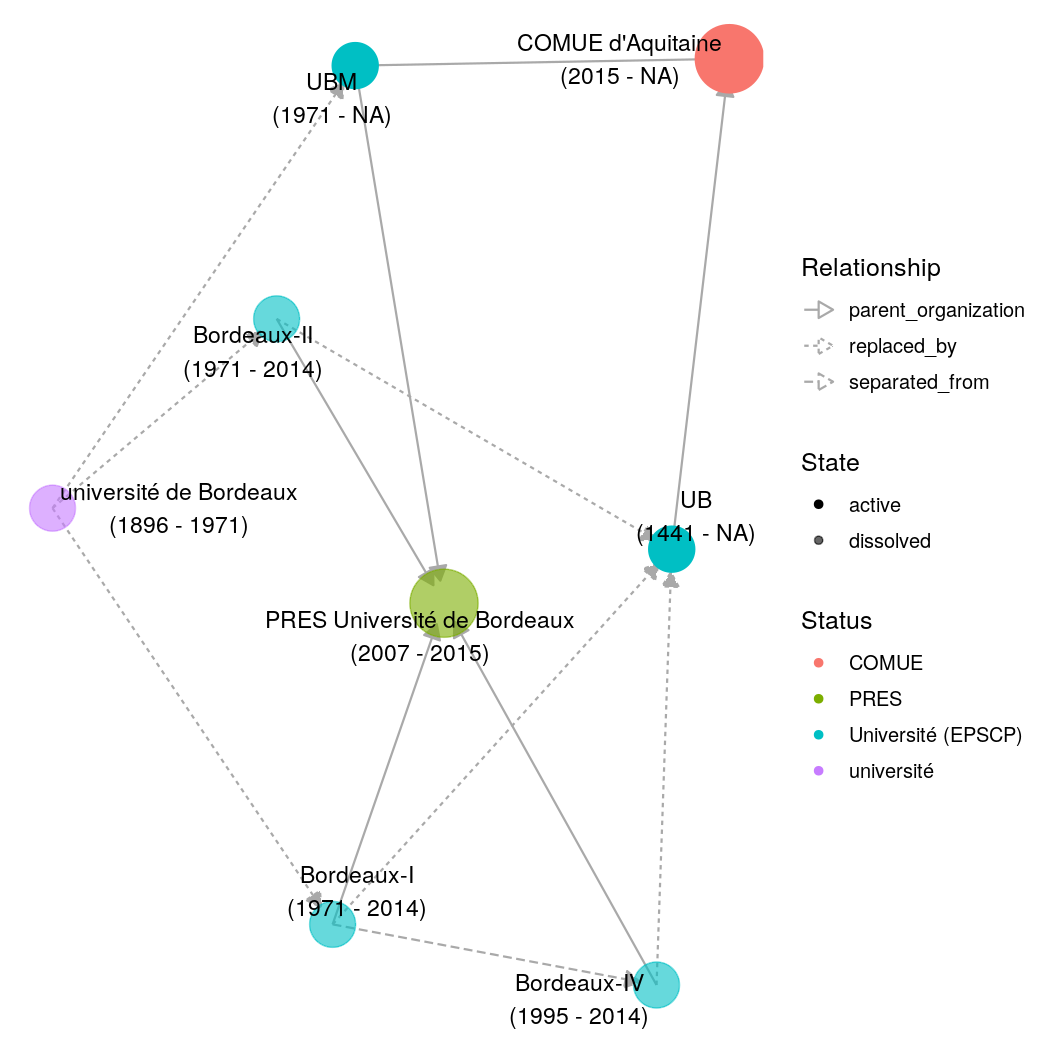 COMUE d'Aquitaine
(2015 - NA)
UBM
(1971 - NA)
Bordeaux-II
(1971 - 2014)
université de Bordeaux
(1896 - 1971)
UB
(1441 - NA)
PRES Université de Bordeaux
(2007 - 2015)
Bordeaux-I
(1971 - 2014)
Bordeaux-IV
(1995 - 2014)
Relationship
parent_organization
replaced_by
separated_from
State
active
dissolved
Status
COMUE
PRES
Université (EPSCP)
université